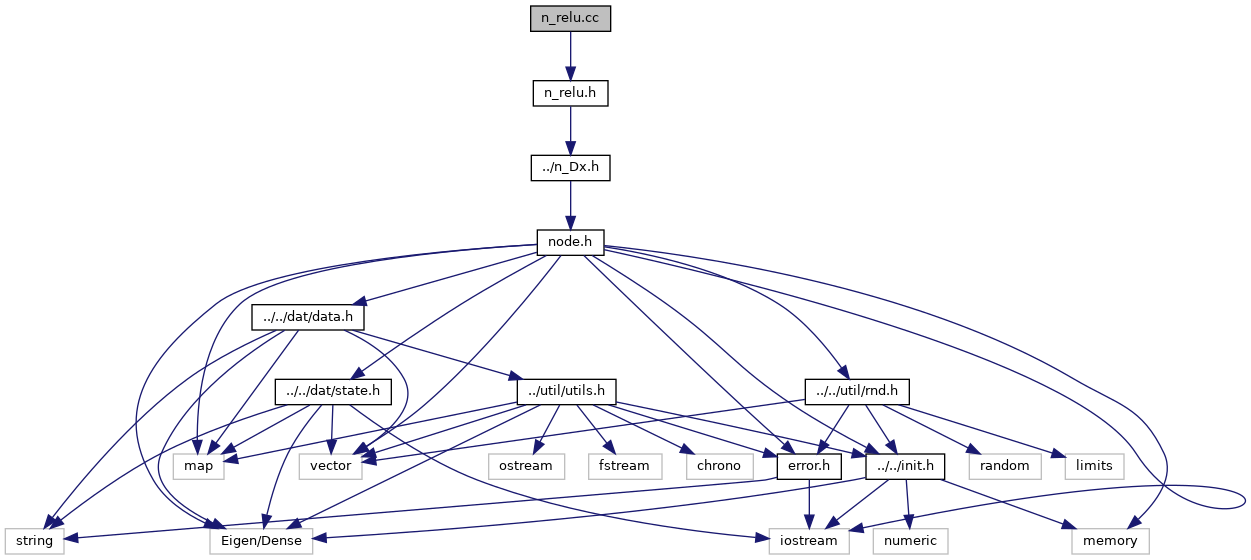 n_relu.cc
n_relu.h
../n_Dx.h
node.h
../../dat/data.h
../../dat/state.h
../util/utils.h
../../util/rnd.h
map
vector
ostream
fstream
chrono
error.h
../../init.h
random
limits
string
Eigen/Dense
iostream
numeric
memory